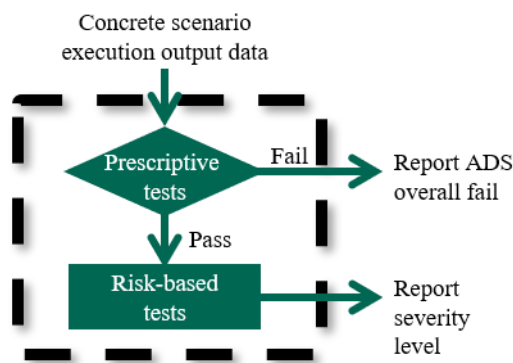 Concrete scenario
execution output data
Prescriptive
tests
Fail
Report ADS
overall fail
Pass
Risk-based
tests
Report
severity
level